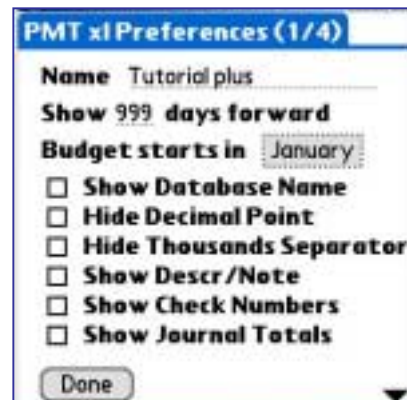 PMT xl Preferences (1/4)
Name Tutorial plus
Show 999 days forward
Budget starts in January
Show Database Name
Hide Decimal Point
Hide Thousands Separator
Show Descr/Note
Show Check Numbers
Show Journal Totals
Done